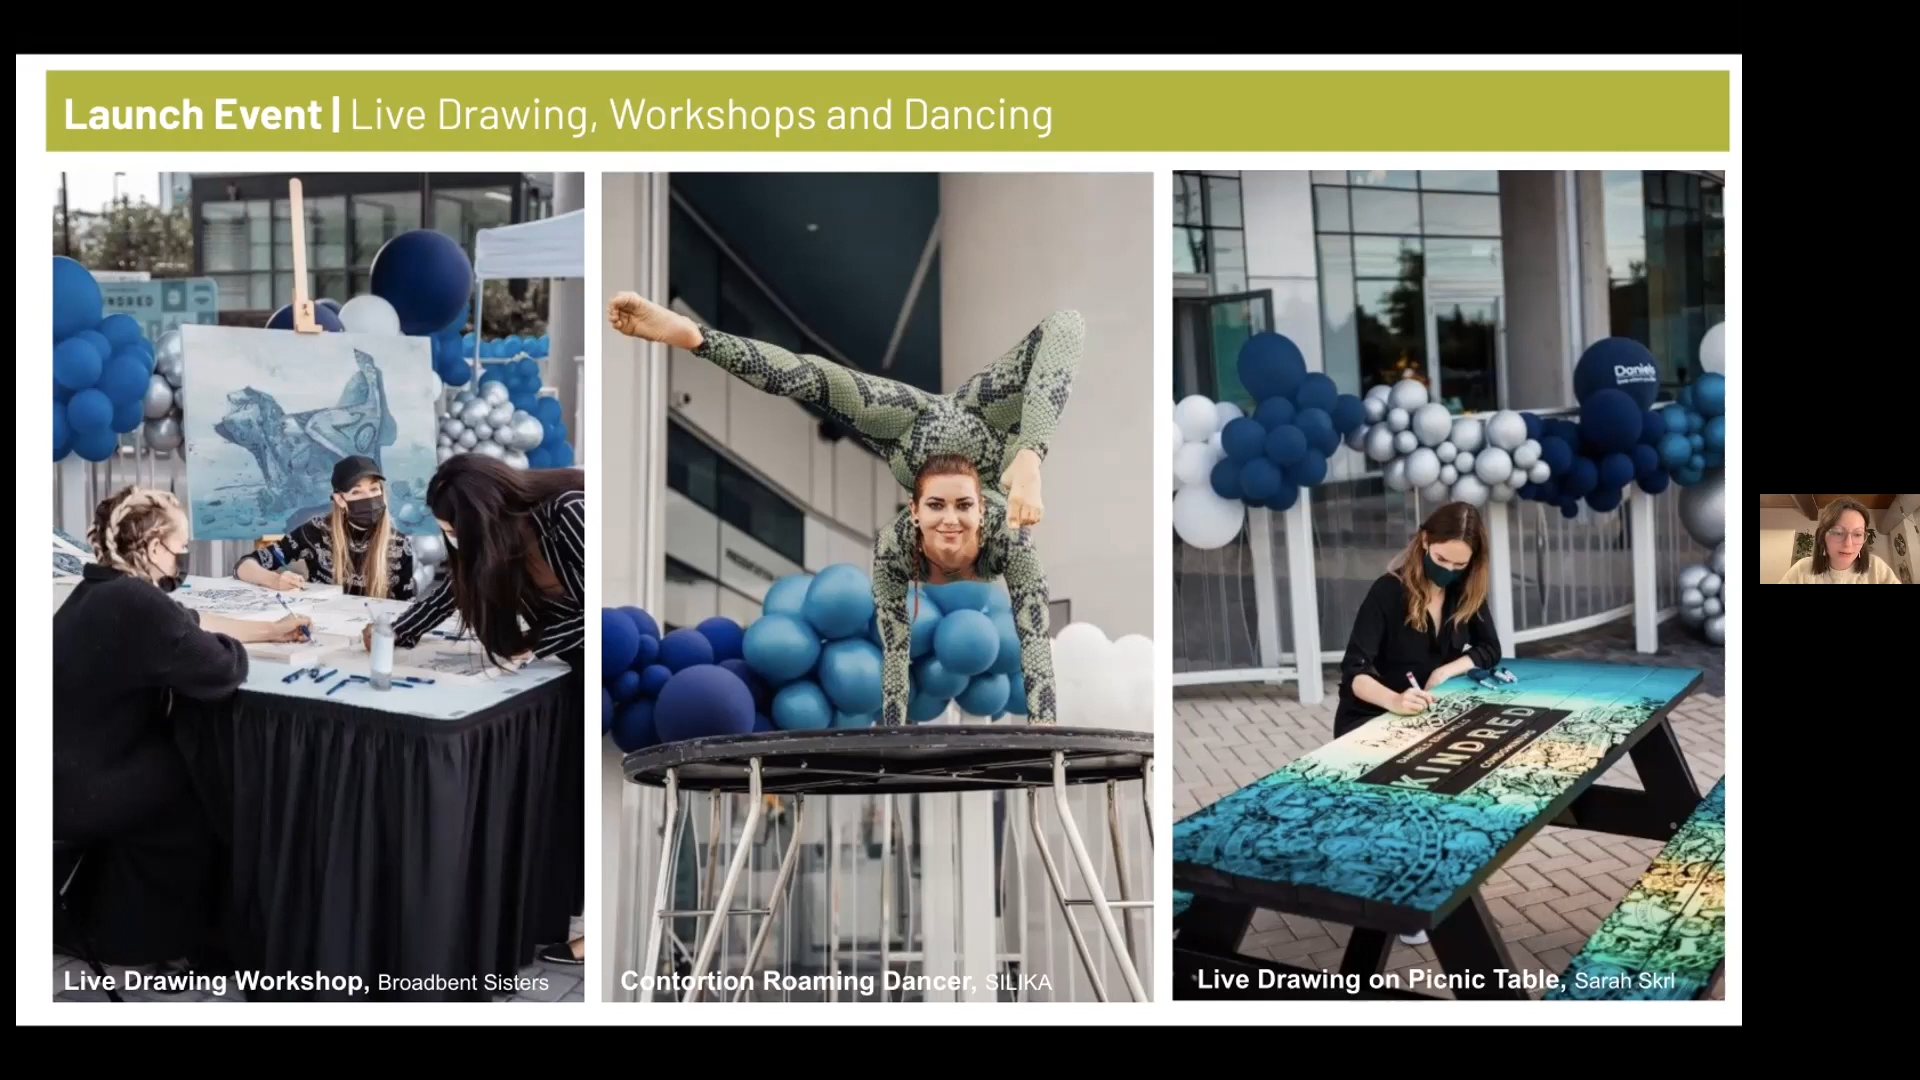 Launch Event | Live Drawing, Workshops and Dancing
NDRED
Daniels
KINDRED
Live Drawing Workshop, Broadbent Sisters
Contortion Roaming Dancer, SILIKA
Live Drawing on Picnic Table, Sarah Skrl